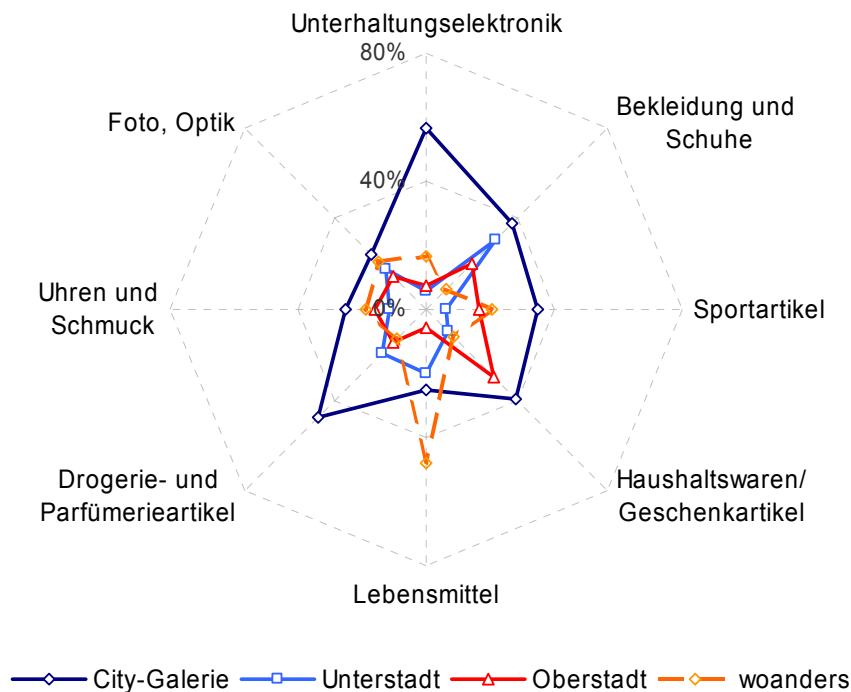 Unterhaltungselektronik
80%
Bekleidung und
Schuhe
Foto, Optik
40%
Uhren und
Schmuck
0%
Sportartikel
Drogerie- und
Parfümerieartikel
Haushaltswaren/
Geschenkartikel
Lebensmittel
City-Galerie Unterstadt Oberstadt woanders